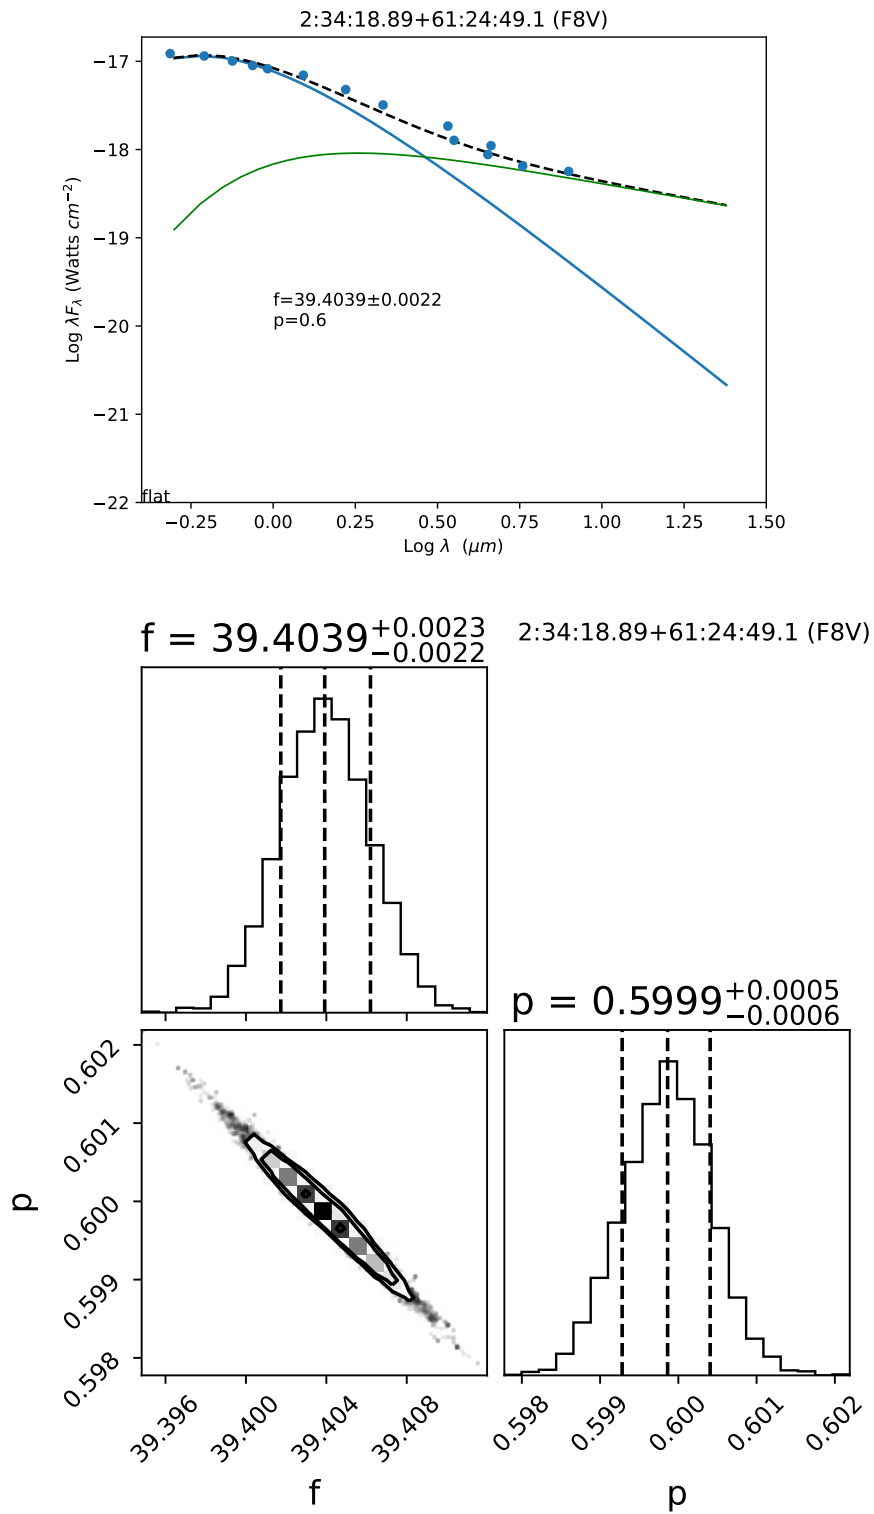 2:34:18.89+61:24:49.1 (F8V)
−17
−18
−19
−20
−21
−22
Log λFλ (Watts cm−2)
f=39.4039±0.0022
p=0.6
flat
−0.25 0.00 0.25 0.50 0.75 1.00 1.25 1.50
Log λ (μm)
f = 39.4039+0.0023−0.0022
2:34:18.89+61:24:49.1 (F8V)
p = 0.5999+0.0005−0.0006
0.602
0.601
0.600
0.599
0.598
p
39.396 39.400 39.404 39.408
0.598 0.599 0.600 0.601 0.602
f
p